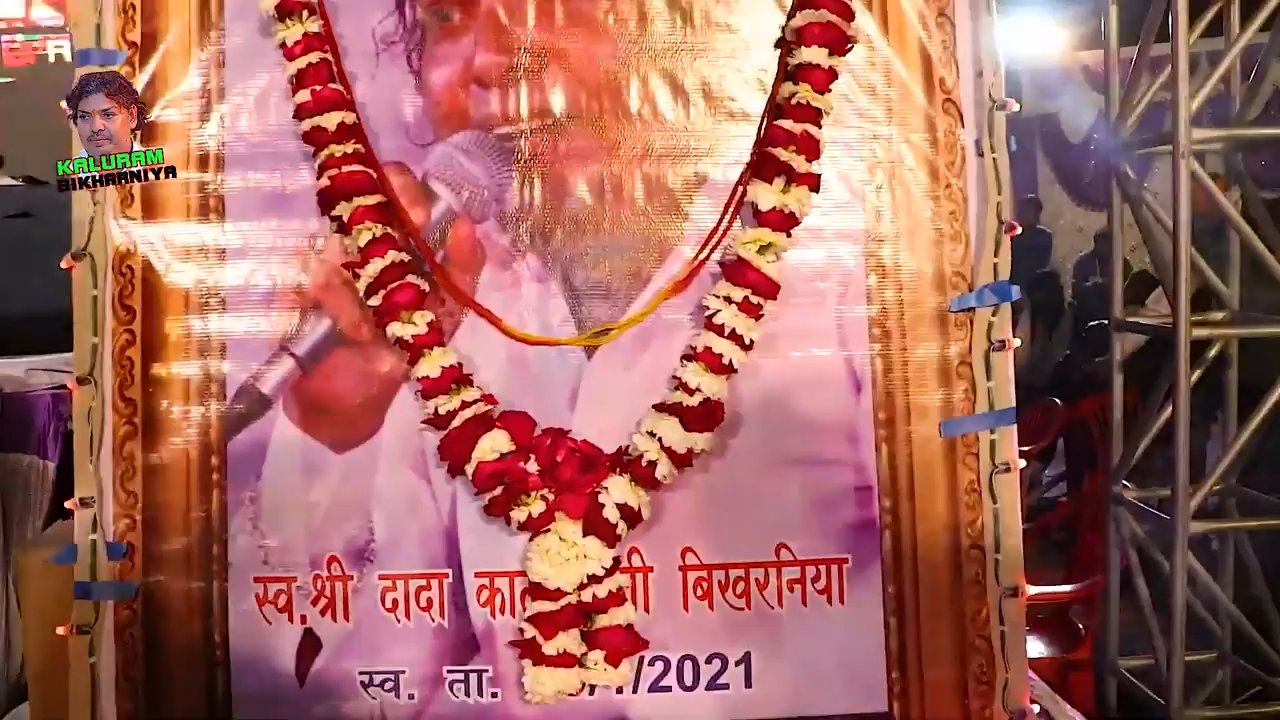 KALURAM
BIKHARNIYA
स्व.श्री दादा बिखरनिया
स्व. ता. /2021